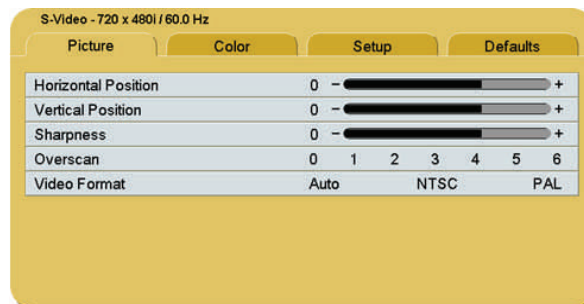 S-Video - 720 x 480i / 60.0 Hz
Picture Color Setup Defaults
Horizontal Position 0 - +
Vertical Position 0 - +
Sharpness 0 - +
Overscan 0 1 2 3 4 5 6
Video Format Auto NTSC PAL